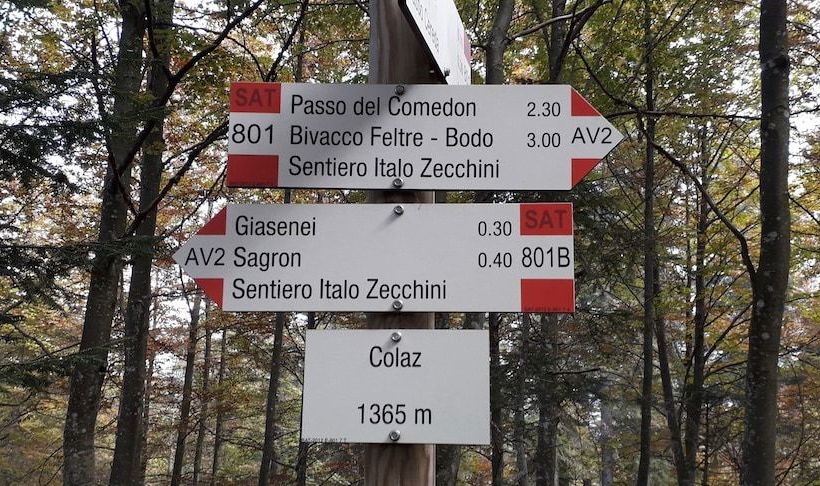 SAT
801
Passo del Comedon 2.30
Bivacco Feltre - Bodo 3.00
Sentiero Italo Zecchini
AV2
AV2
Giasenei 0.30
Sagron 0.40
Sentiero Italo Zecchini
SAT
801B
Colaz
1365 m